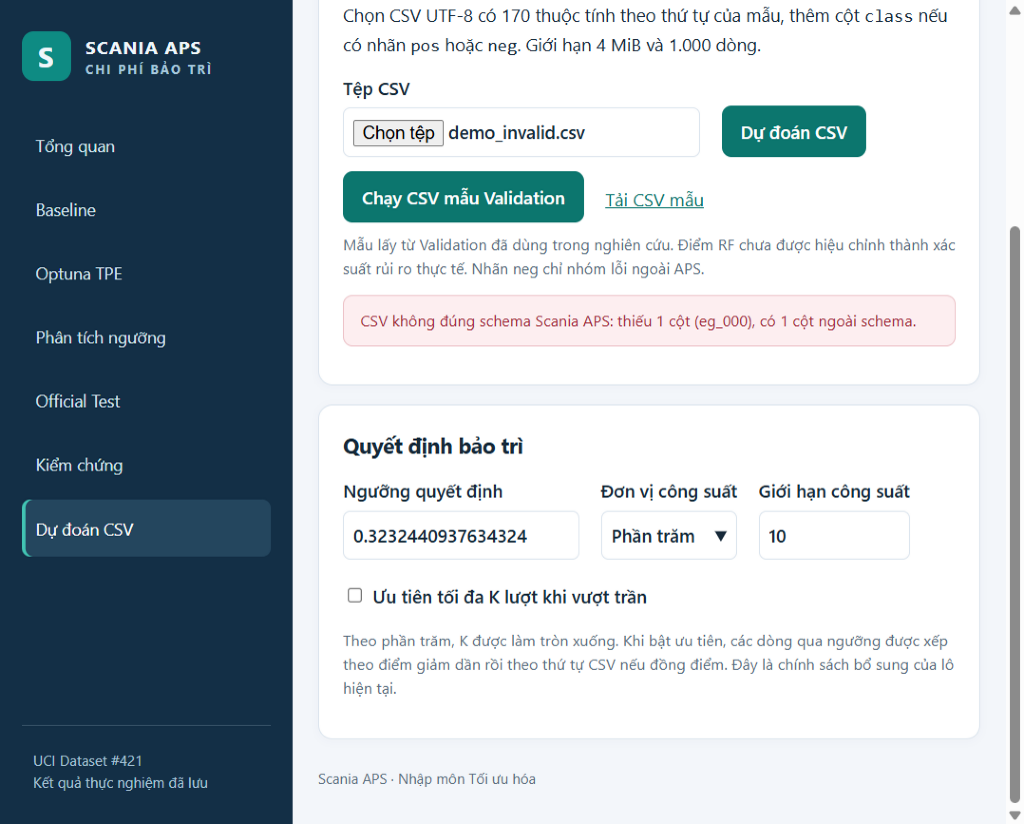 S
SCANIA APS
CHI PHÍ BẢO TRÌ
Tổng quan
Baseline
Optuna TPE
Phân tích ngưỡng
Official Test
Kiểm chứng
Dự đoán CSV
UCI Dataset #421
Kết quả thực nghiệm đã lưu
Chọn CSV UTF-8 có 170 thuộc tính theo thứ tự của mẫu, thêm cột class nếu
có nhãn pos hoặc neg. Giới hạn 4 MiB và 1.000 dòng.
Tệp CSV
Chọn tệp demo_invalid.csv
Dự đoán CSV
Chạy CSV mẫu Validation
Tải CSV mẫu
Mẫu lấy từ Validation đã dùng trong nghiên cứu. Điểm RF chưa được hiệu chỉnh thành xác
suất rủi ro thực tế. Nhãn neg chỉ nhóm lỗi ngoài APS.
CSV không đúng schema Scania APS: thiếu 1 cột (eg_000), có 1 cột ngoài schema.
Quyết định bảo trì
Ngưỡng quyết định
Đơn vị công suất
Giới hạn công suất
0.3232440937634324
Phần trăm
10
Ưu tiên tối đa K lượt khi vượt trần
Theo phần trăm, K được làm tròn xuống. Khi bật ưu tiên, các dòng qua ngưỡng được xếp
theo điểm giảm dần rồi theo thứ tự CSV nếu đồng điểm. Đây là chính sách bổ sung của lô
hiện tại.
Scania APS · Nhập môn Tối ưu hóa